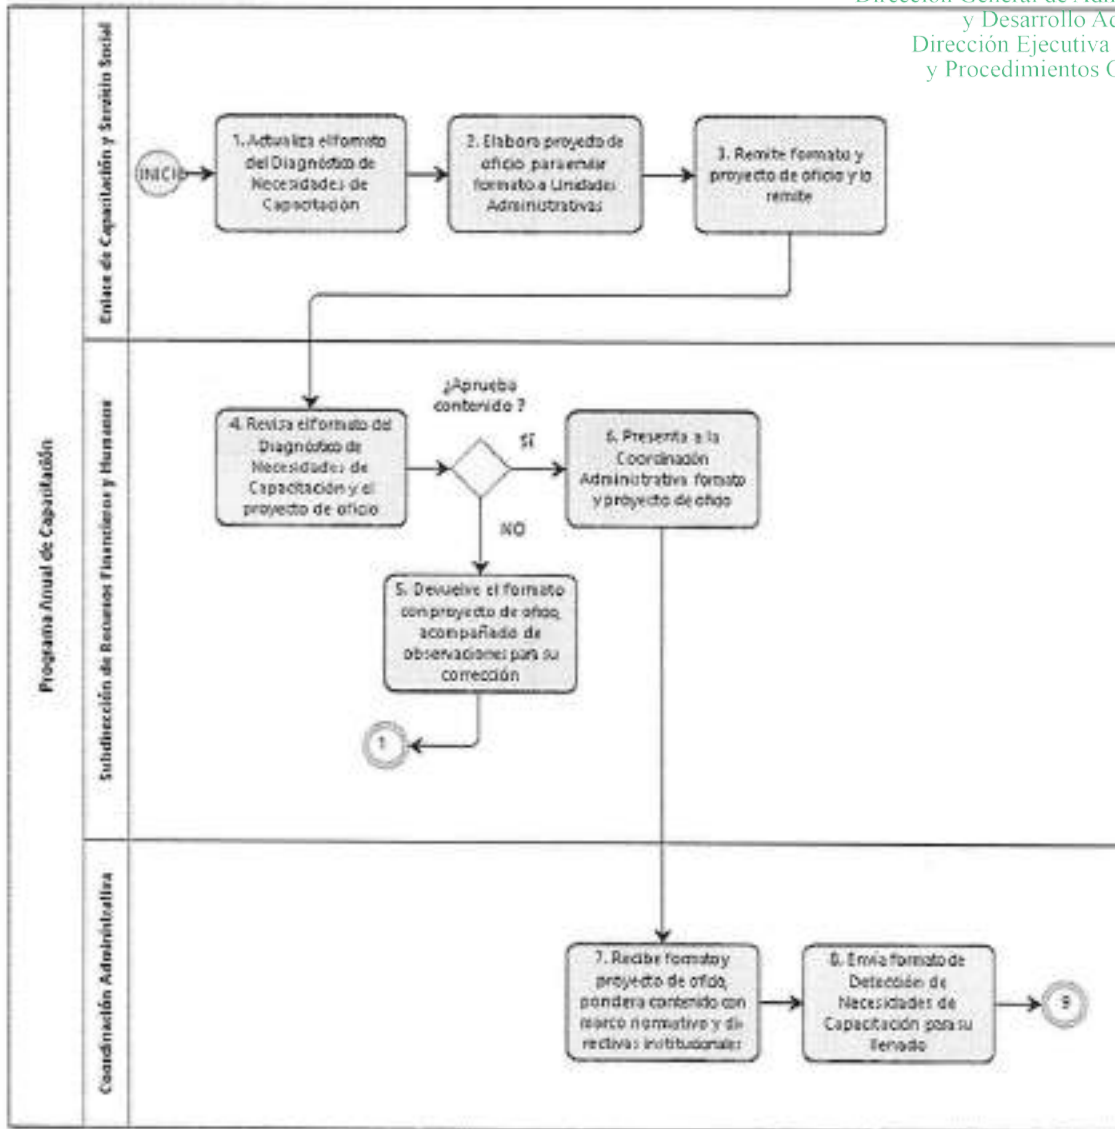 Dirección General de
y Desarrollo
Dirección Ejecutiva
y Procedimientos
Programa Anual de Capacitación
Enlace de Capacitación y Servicio Social
INICIO
1. Actualiza el formato
del Diagnóstico de
Necesidades de
Capacitación
2. Elabora proyecto de
oficio para enviar
formato a Unidades
Administrativas
3. Remite formato y
proyecto de oficio y lo
remite
Subdirección de Recursos Financieros y Humanos
4. Revisa el formato del
Diagnóstico de
Necesidades de
Capacitación y el
proyecto de oficio
¿Aprueba
contenido ?
SÍ
NO
6. Presenta a la
Coordinación
Administrativa formato
y proyecto de oficio
5. Devuelve el formato
con proyecto de oficio,
acompañado de
observaciones para su
corrección
1
Coordinación Administrativa
7. Recibe formato y
proyecto de oficio,
pondera contenido con
marco normativo y di-
rectivas institucionales
8. Envía formato de
Detección de
Necesidades de
Capacitación para su
llenado
9